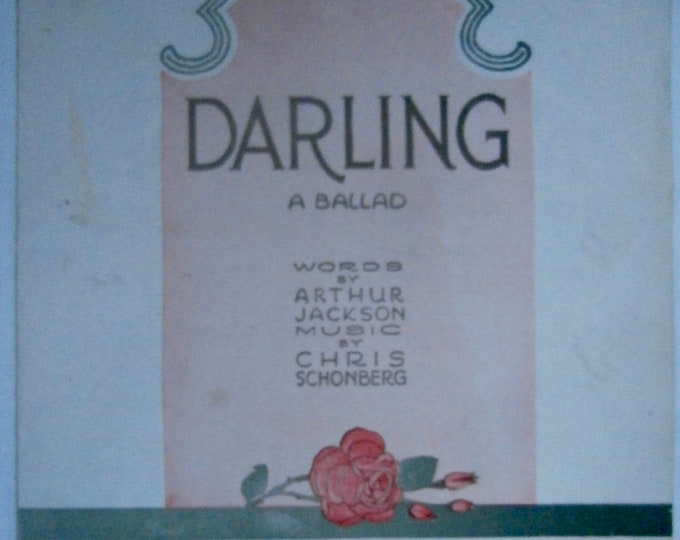 DARLING
A BALLAD
WORDS
BY
ARTHUR
JACKSON
MUSIC
BY
CHRIS
SCHONBERG